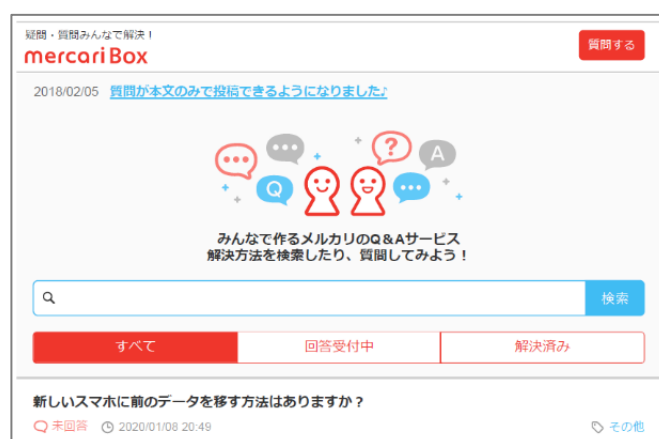 疑問・質問みんなで解決！
mercari Box
質問する
2018/02/05 質問が本文のみで投稿できるようになりました♪
Q
?
A
みんなで作るメルカリのQ&Aサービス
解決方法を検索したり、質問してみよう！
検索
すべて
回答受付中
解決済み
新しいスマホに前のデータを移す方法はありますか？
未回答 2020/01/08 20:49
その他